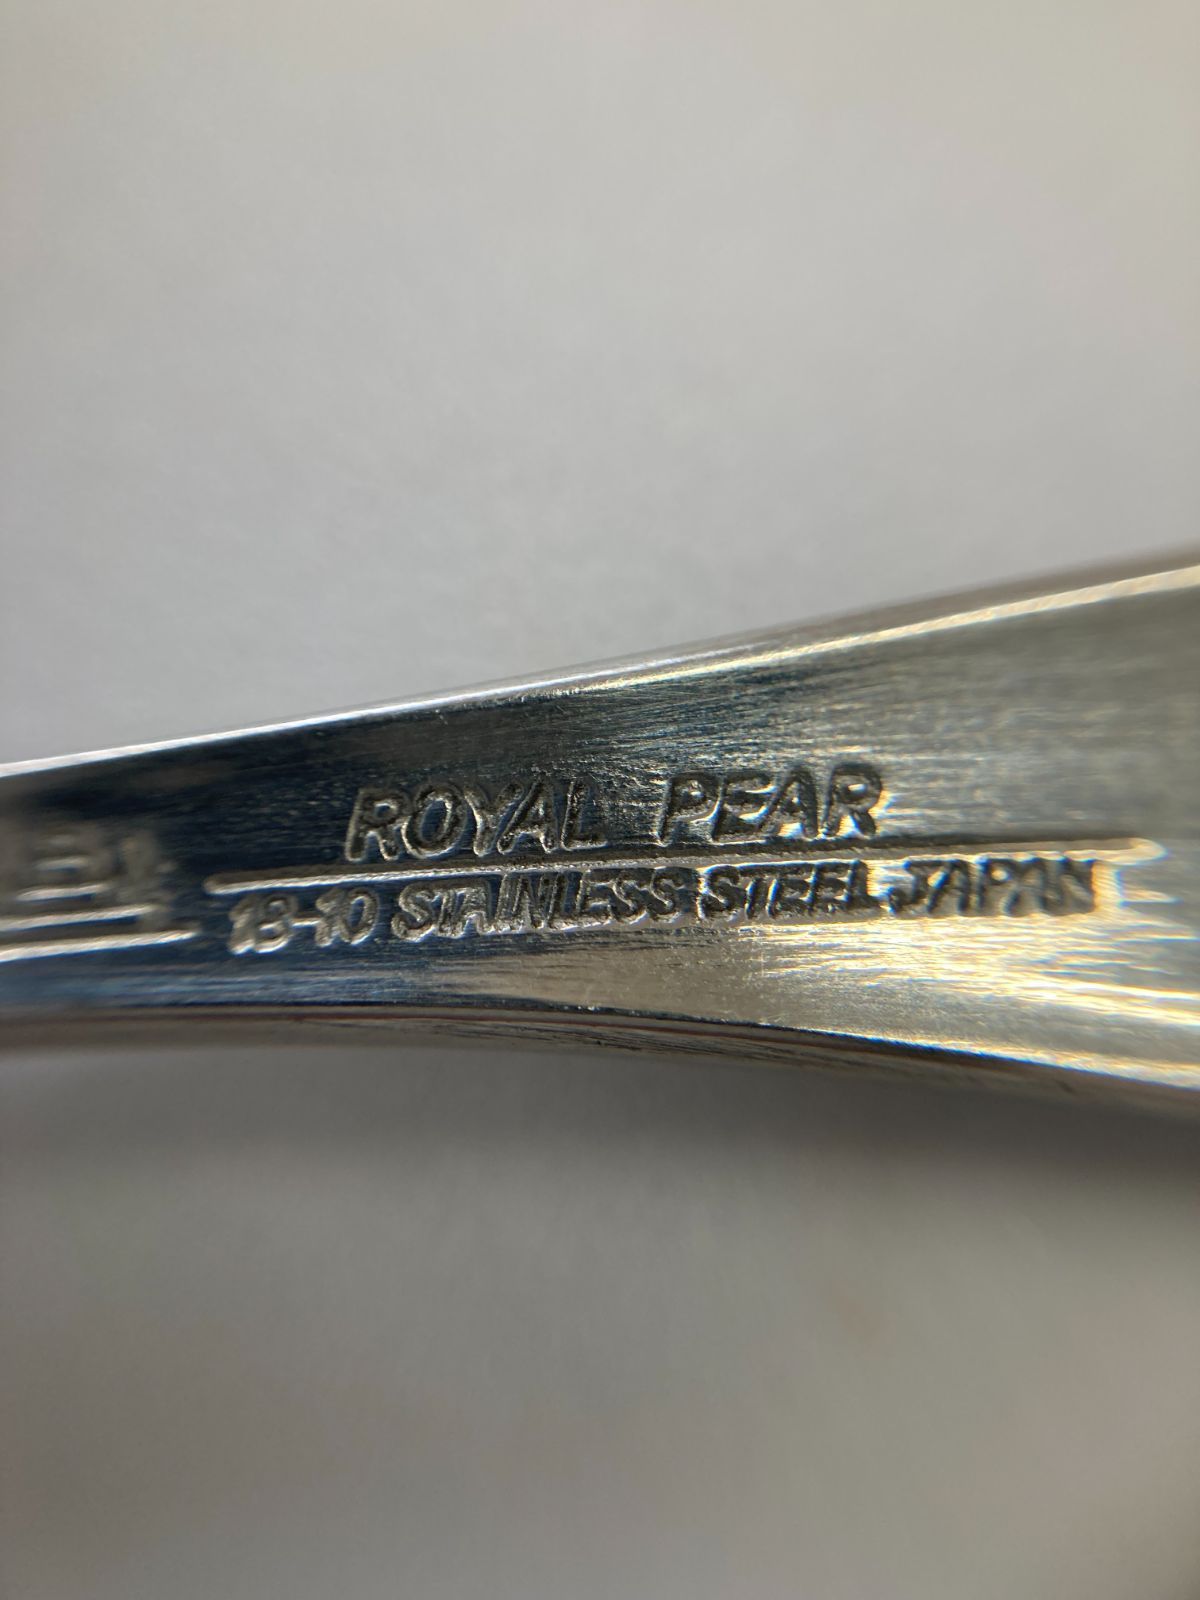 ROYAL PEAR
18-10 STAINLESS STEEL JAPAN